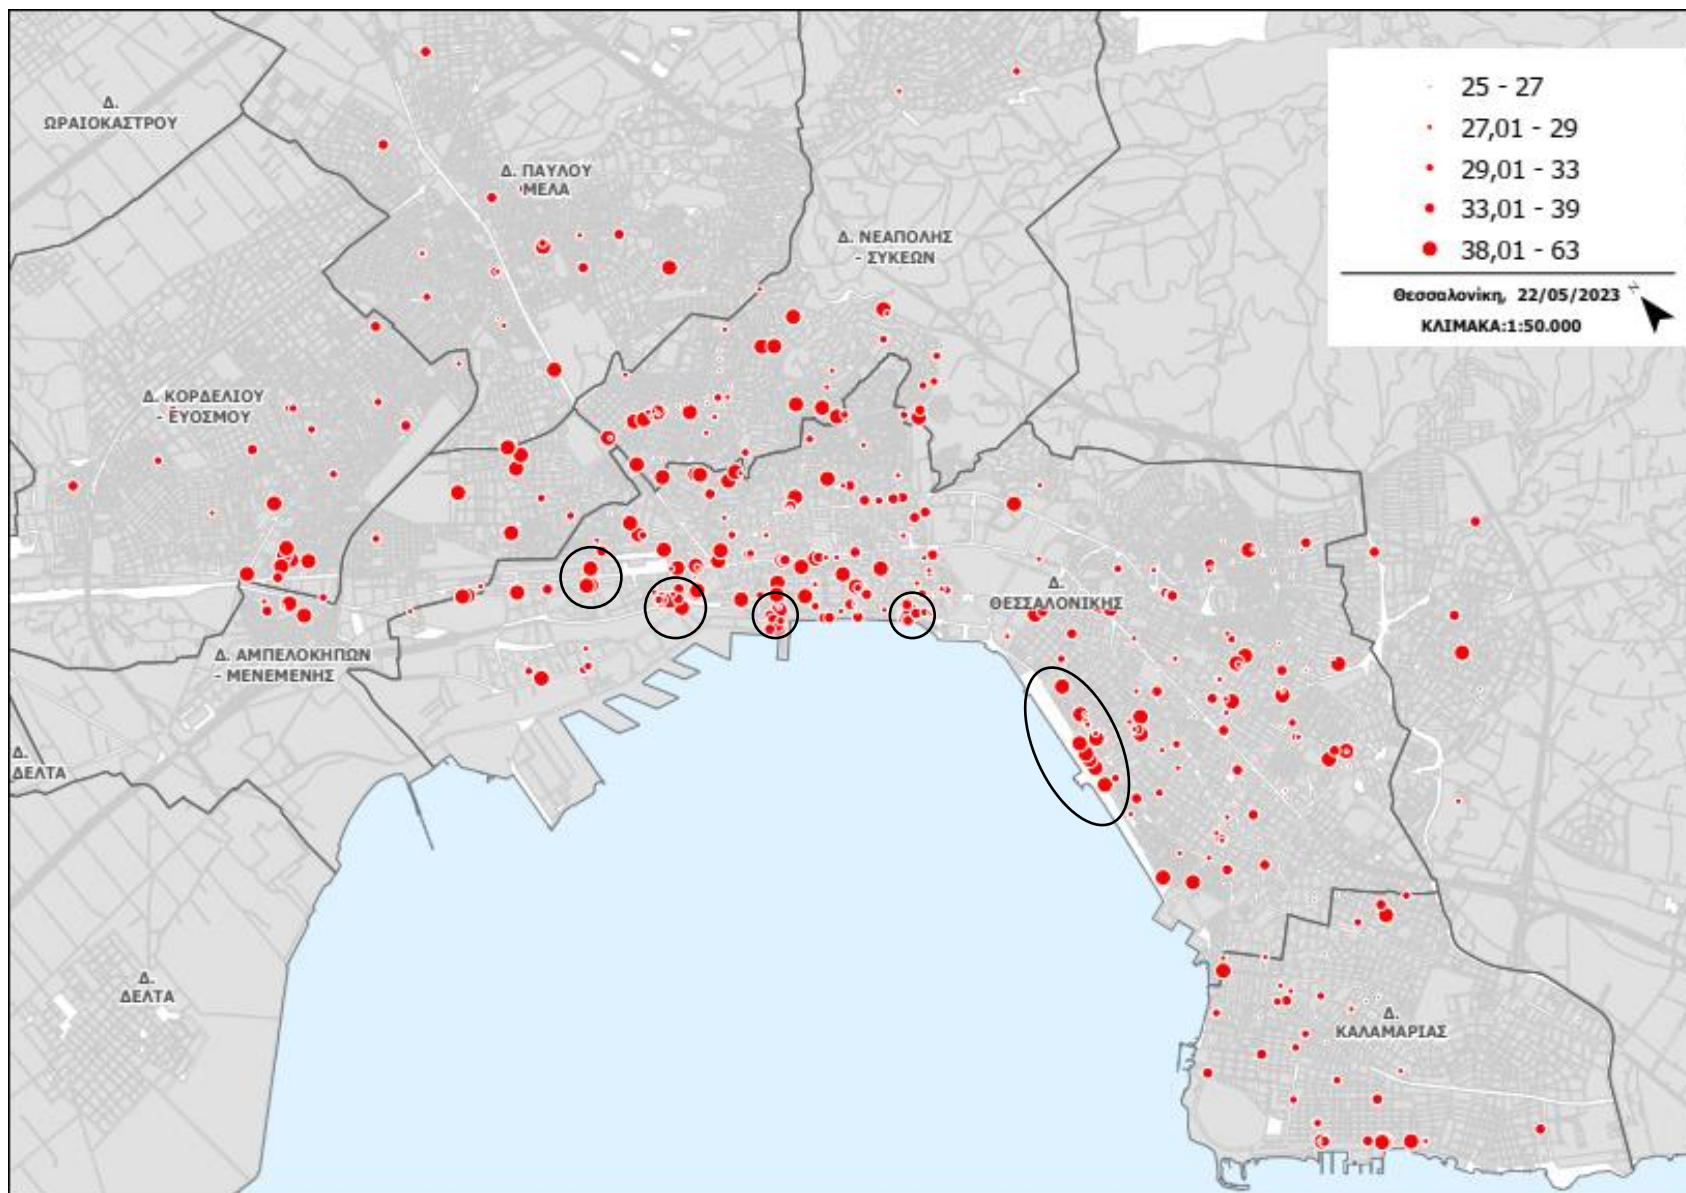 Δ.
ΩΡΑΙΟΚΑΣΤΡΟΥ
Δ. ΠΑΥΛΟΥ
ΜΕΛΑ
Δ. ΝΕΑΠΟΛΗΣ
- ΣΥΚΕΩΝ
25 - 27
27,01 - 29
29,01 - 33
33,01 - 39
38,01 - 63
Θεσσαλονίκη, 22/05/2023
ΚΛΙΜΑΚΑ:1:50.000
Δ. ΚΟΡΔΕΛΙΟΥ
- ΕΥΟΣΜΟΥ
Δ.
ΘΕΣΣΑΛΟΝΙΚΗΣ
Δ. ΑΜΠΕΛΟΚΗΠΩΝ
- ΜΕΝΕΜΕΝΗΣ
Δ.
ΔΕΛΤΑ
Δ.
ΔΕΛΤΑ
Δ.
ΚΑΛΑΜΑΡΙΑΣ